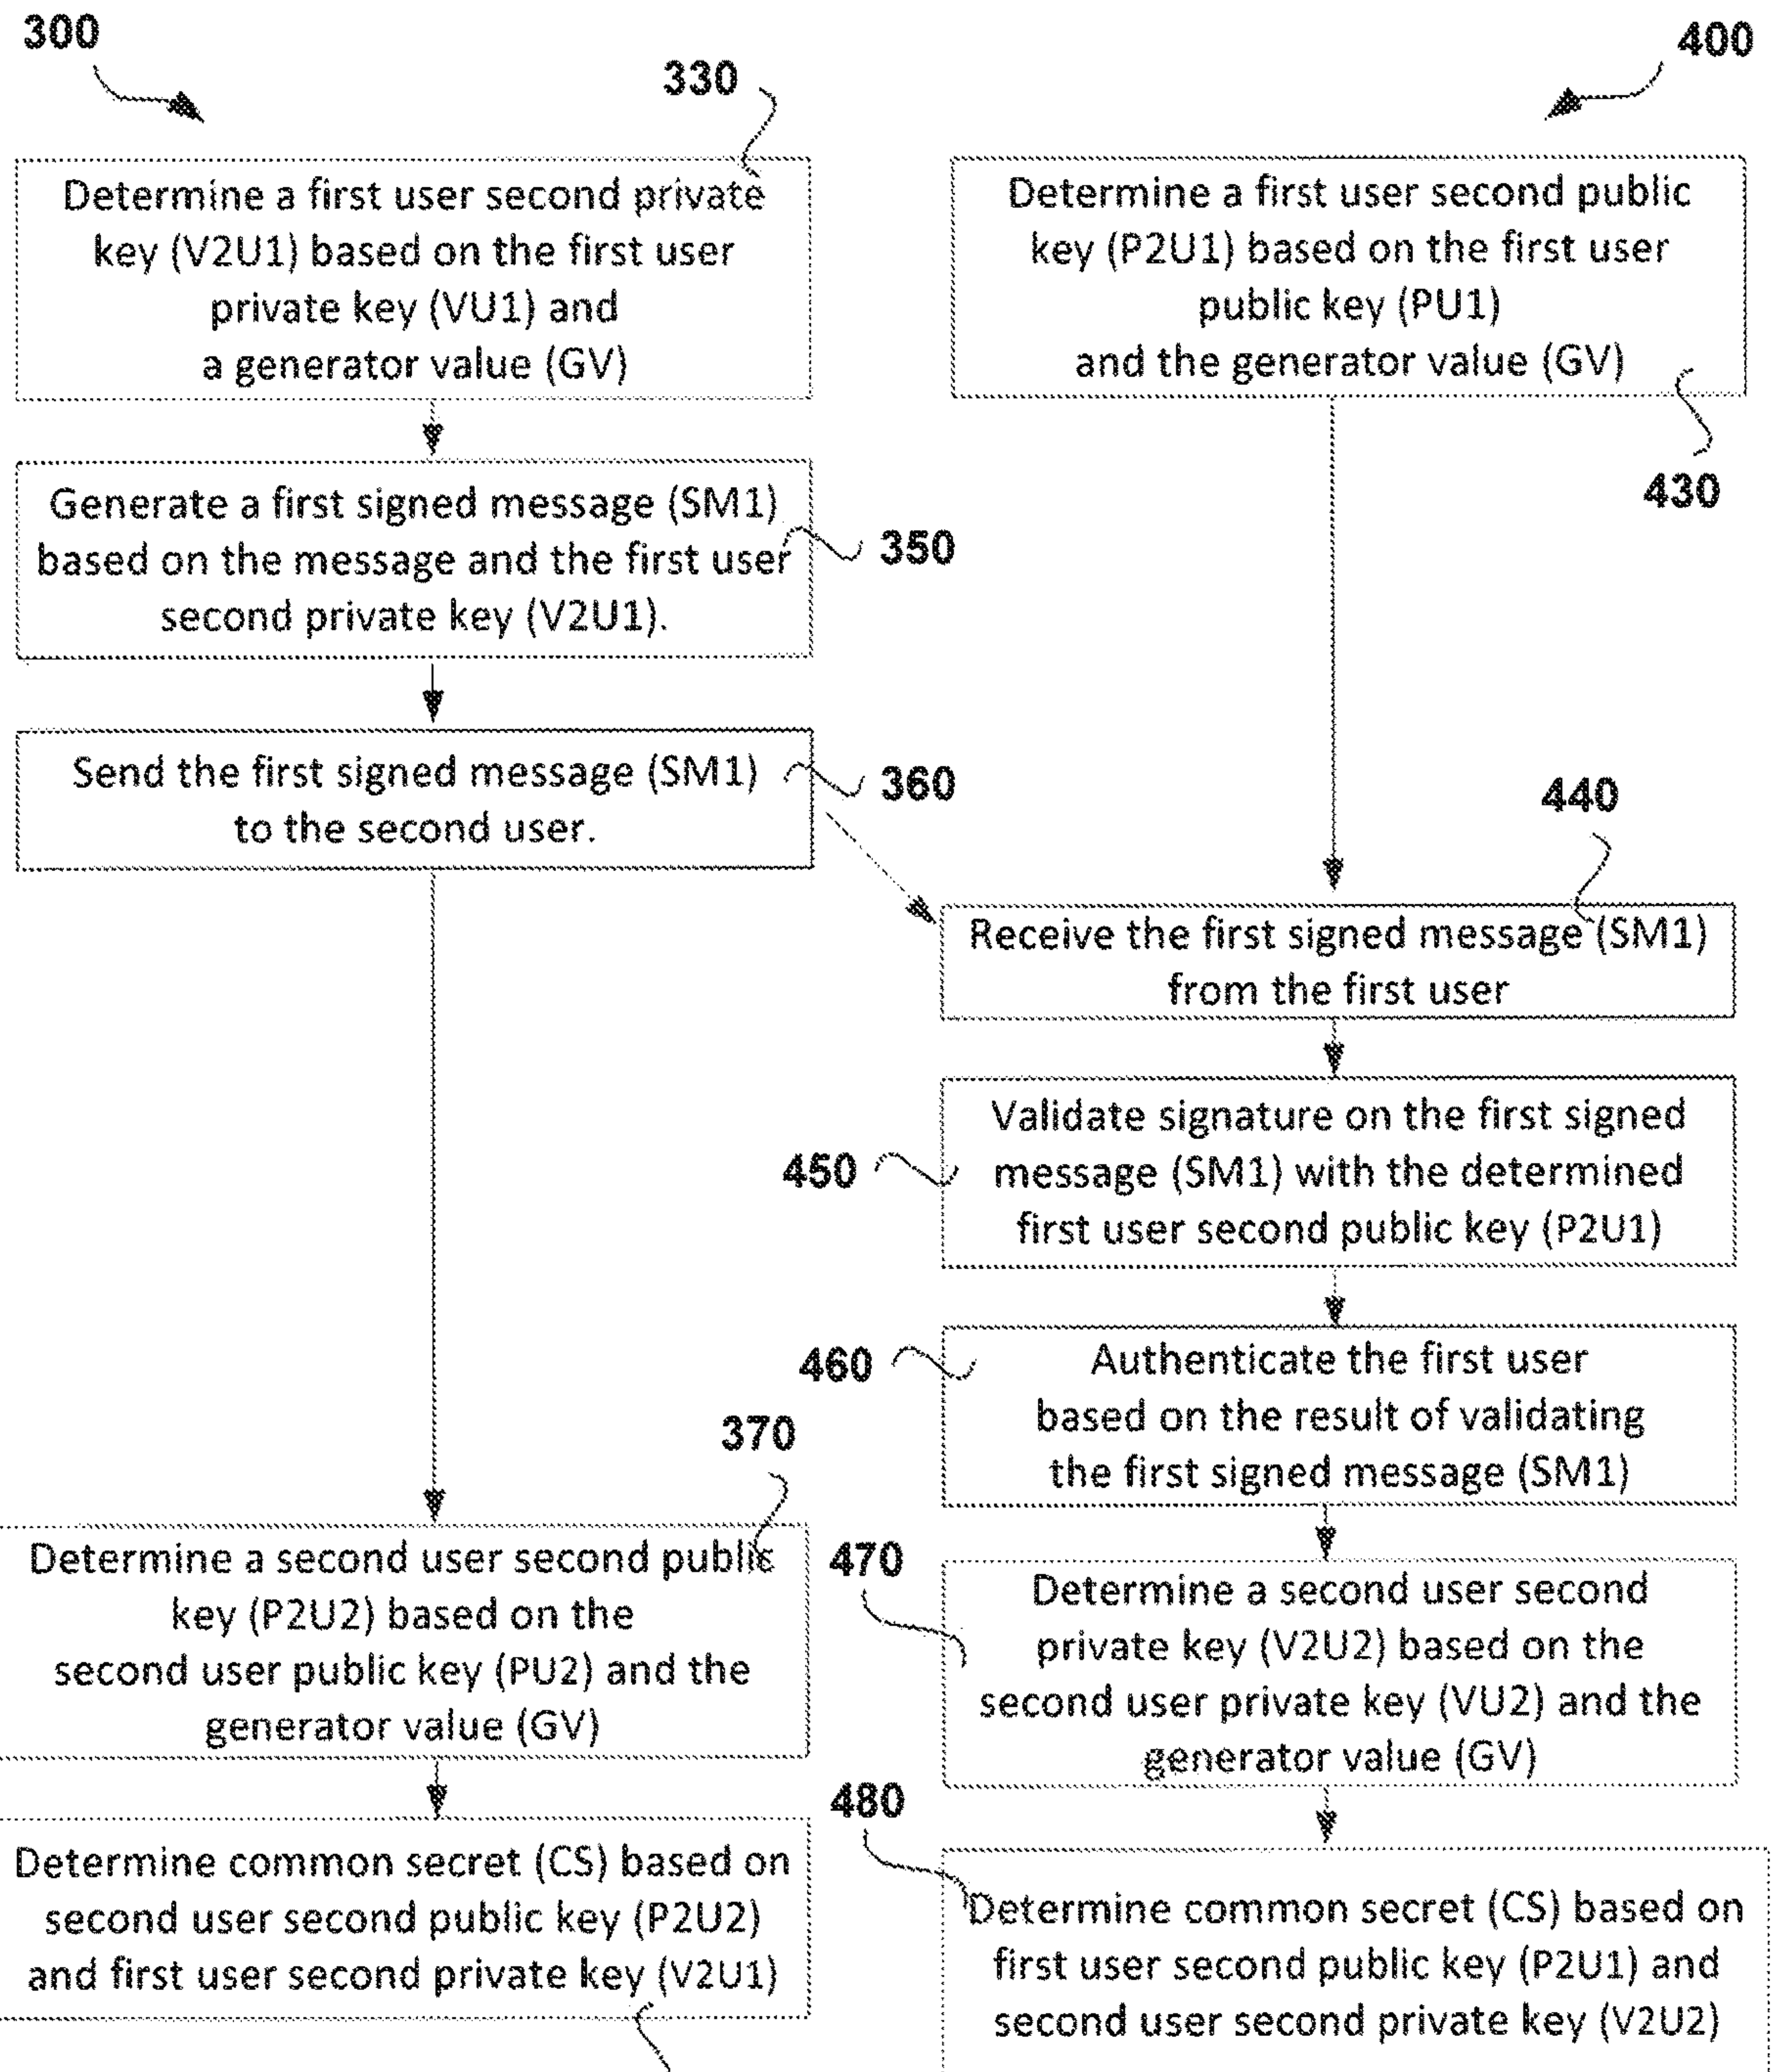 300
400
330
Determine a first user second private
key (V2U1) based on the first user
private key (VU1) and
a generator value (GV)
Determine a first user second public
key (P2U1) based on the first user
public key (PU1)
and the generator value (GV)
430
Generate a first signed message (SM1)
based on the message and the first user
second private key (V2U1).
350
Send the first signed message (SM1)
to the second user.
360
440
Receive the first signed message (SM1)
from the first user
450
Validate signature on the first signed
message (SM1) with the determined
first user second public key (P2U1)
460
Authenticate the first user
based on the result of validating
the first signed message (SM1)
370
Determine a second user second public
key (P2U2) based on the
second user public key (PU2) and the
generator value (GV)
470
Determine a second user second
private key (V2U2) based on the
second user private key (VU2) and the
generator value (GV)
Determine common secret (CS) based on
second user second public key (P2U2)
and first user second private key (V2U1)
480
Determine common secret (CS) based on
first user second public key (P2U1) and
second user second private key (V2U2)